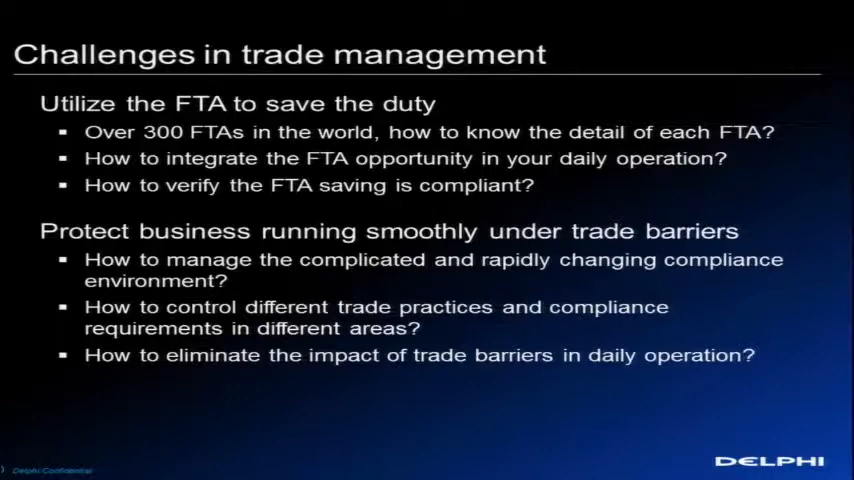 Challenges in trade management
Utilize the FTA to save the duty
▪ Over 300 FTAs in the world, how to know the detail of each FTA?
▪ How to integrate the FTA opportunity in your daily operation?
▪ How to verify the FTA saving is compliant?
Protect business running smoothly under trade barriers
▪ How to manage the complicated and rapidly changing compliance
environment?
▪ How to control different trade practices and compliance
requirements in different areas?
▪ How to eliminate the impact of trade barriers in daily operation?
) Delphi Confidential
DELPHI